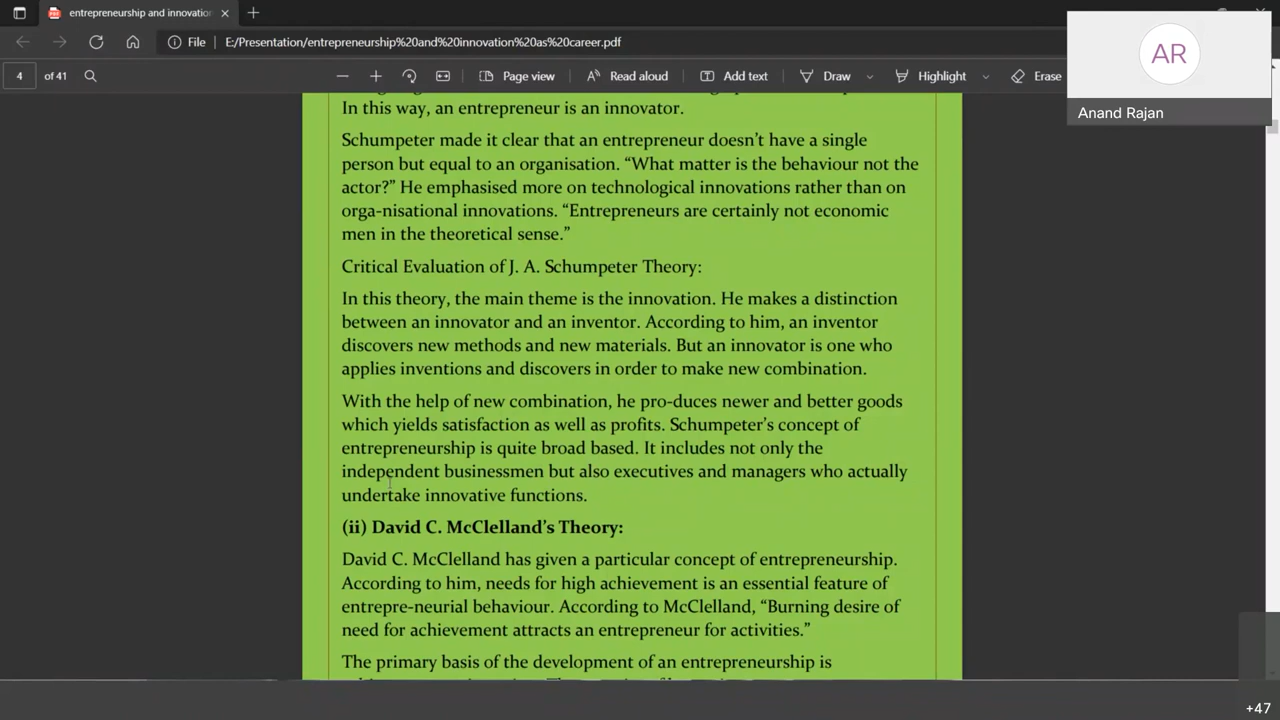 entrepreneurship and innovatio
File
E:/Presentation/entrepreneurship%20and%20innovation%20as%20career.pdf
AR
Anand Rajan
4
of 41
Page view
Read aloud
Add text
Draw
Highlight
Erase
In this way, an entrepreneur is an innovator.
Schumpeter made it clear that an entrepreneur doesn’t have a single
person but equal to an organisation. “What matter is the behaviour not the
actor?” He emphasised more on technological innovations rather than on
orga-nisational innovations. “Entrepreneurs are certainly not economic
men in the theoretical sense.”
Critical Evaluation of J. A. Schumpeter Theory:
In this theory, the main theme is the innovation. He makes a distinction
between an innovator and an inventor. According to him, an inventor
discovers new methods and new materials. But an innovator is one who
applies inventions and discovers in order to make new combination.
With the help of new combination, he pro-duces newer and better goods
which yields satisfaction as well as profits. Schumpeter’s concept of
entrepreneurship is quite broad based. It includes not only the
independent businessmen but also executives and managers who actually
undertake innovative functions.
(ii) David C. McClelland’s Theory:
David C. McClelland has given a particular concept of entrepreneurship.
According to him, needs for high achievement is an essential feature of
entrepre-neurial behaviour. According to McClelland, “Burning desire of
need for achievement attracts an entrepreneur for activities.”
The primary basis of the development of an entrepreneurship is
+47